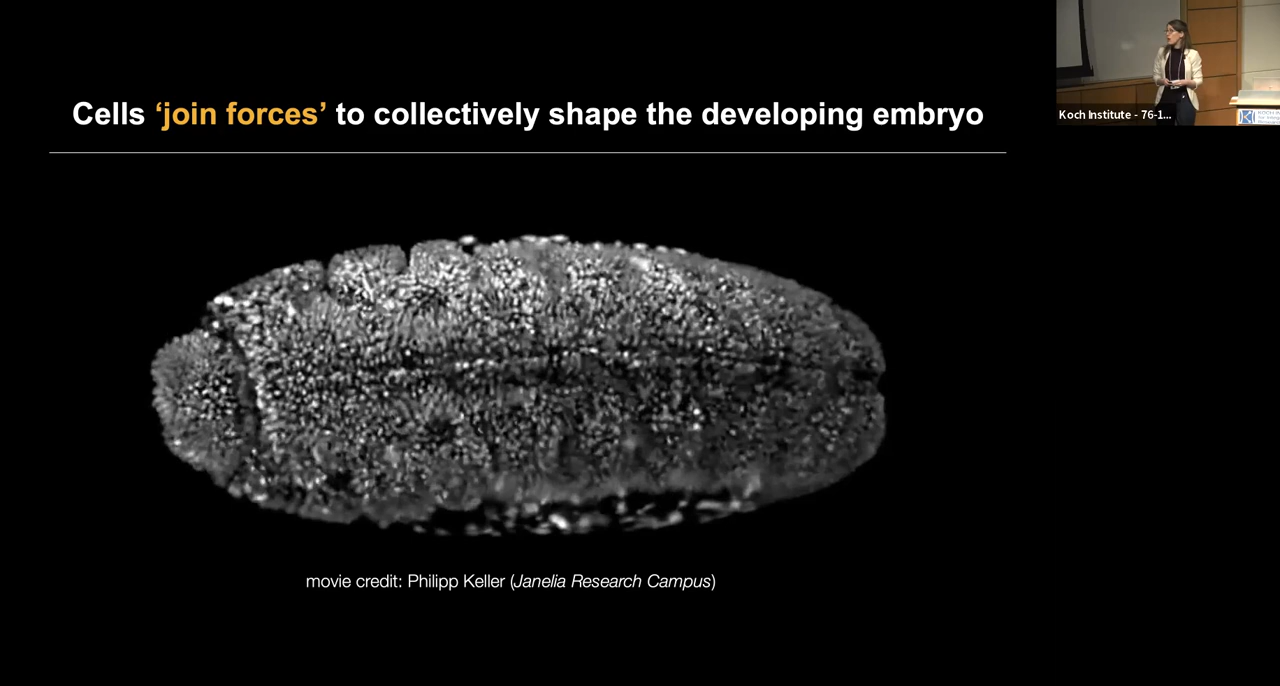 Cells ‘join forces’ to collectively shape the developing embryo
Koch Institute - 76-1...
movie credit: Philipp Keller (Janelia Research Campus)